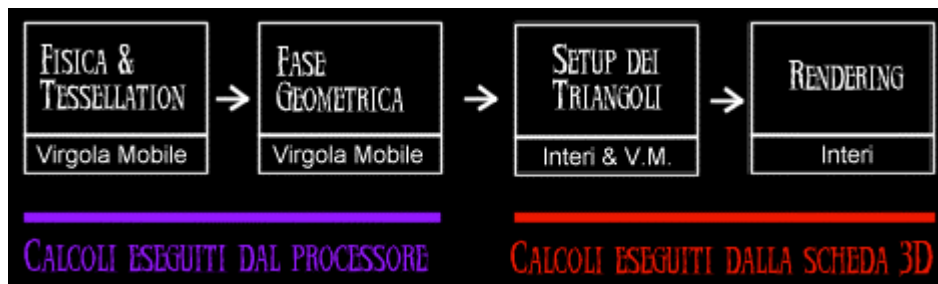 FISICA &
TESSELLATION
Virgola Mobile
FASE
GEOMETRICA
Virgola Mobile
SETUP DEI
TRIANGOLI
Interi & V.M.
RENDERING
Interi
CALCOLI ESEGUITI DAL PROCESSORE
CALCOLI ESEGUITI DALLA SCHEDA 3D